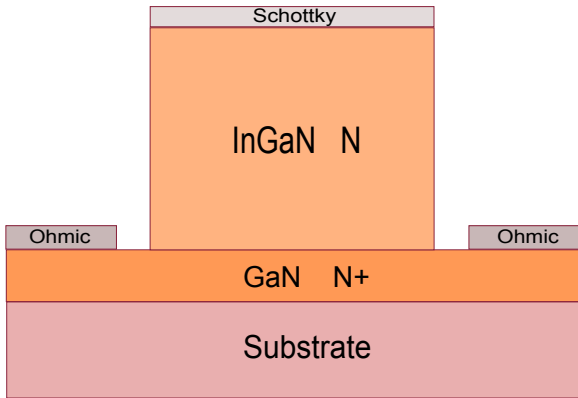 Schottky
InGaN N
Ohmic
Ohmic
GaN N+
Substrate